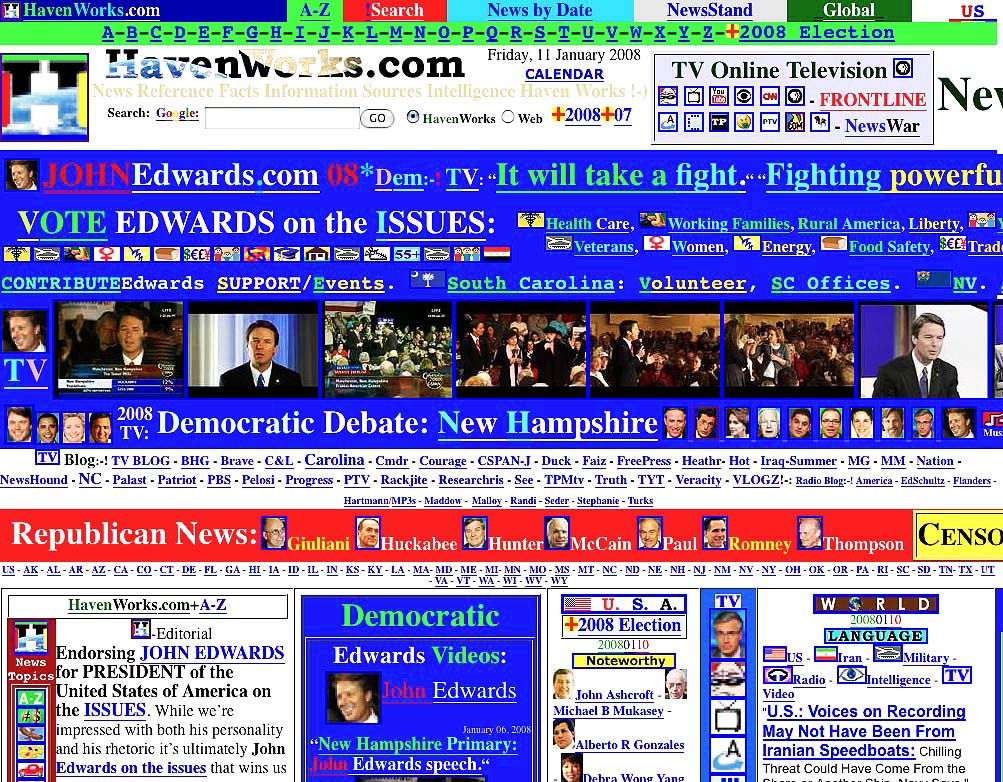 HavenWorks.com A-Z !Search News by Date NewsStand Global US
A-B-C-D-E-F-G-H-I-J-K-L-M-N-O-P-Q-R-S-T-U-V-W-X-Y-Z-+2008 Election
HavenWorks.com Friday, 11 January 2008
CALENDAR
News Reference Facts Information Sources Intelligence Haven Works !-)
Search: Google: GO HavenWorks Web +2008+07
TV Online Television
- FRONTLINE
- NewsWar
New
JOHNEdwards.com 08*Dem:-! TV: “It will take a fight.“ “Fighting powerfu
VOTE EDWARDS on the ISSUES:
Health Care, Working Families, Rural America, Liberty,
Veterans, Women, Energy, Food Safety, $€£¥ Trad
$€£¥ 55+
CONTRIBUTEEdwards SUPPORT/Events. South Carolina: Volunteer, SC Offices. NV.
TV
2008 TV: Democratic Debate: New Hampshire Mus
TV Blog:-! TV BLOG - BHG - Brave - C&L - Carolina - Cmdr - Courage - CSPAN-J - Duck - Faiz - FreePress - Heathr- Hot - Iraq-Summer - MG - MM - Nation -
NewsHound - NC - Palast - Patriot - PBS - Pelosi - Progress - PTV - Rackjite - Researchris - See - TPMtv - Truth - TYT - Veracity - VLOGZ!-: Radio Blog:-! America - EdSchultz - Flanders -
Hartmann/MP3s - Maddow - Malloy - Randi - Seder - Stephanie - Turks
Republican News: Giuliani Huckabee Hunter McCain Paul Romney Thompson CENSO
US - AK - AL - AR - AZ - CA - CO - CT - DE - FL - GA - HI - IA - ID - IL - IN - KS - KY - LA - MA- MD - ME - MI- MN - MO - MS - MT - NC - ND - NE - NH - NJ - NM - NV - NY - OH - OK - OR - PA - RI - SC - SD - TN- TX - UT
- VA - VT - WA - WI - WV - WY
HavenWorks.com+A-Z
News
Topics
A-Z
#$
-Editorial
Endorsing JOHN EDWARDS
for PRESIDENT of the
United States of America on
the ISSUES. While we're
impressed with both his personality
and his rhetoric it's ultimately John
Edwards on the issues that wins us
Democratic
Edwards Videos:
John Edwards
January 06, 2008
“New Hampshire Primary:
John Edwards speech.“
U. S. A.
+2008 Election
20080110
Noteworthy
John Ashcroft -
Michael B Mukasey -
Alberto R Gonzales
Debra Wong Yang
TV
WORLD
20080110
LANGUAGE
US - Iran - Military -
Radio - Intelligence - TV
Video
“U.S.: Voices on Recording
May Not Have Been From
Iranian Speedboats: Chilling
Threat Could Have Come From the